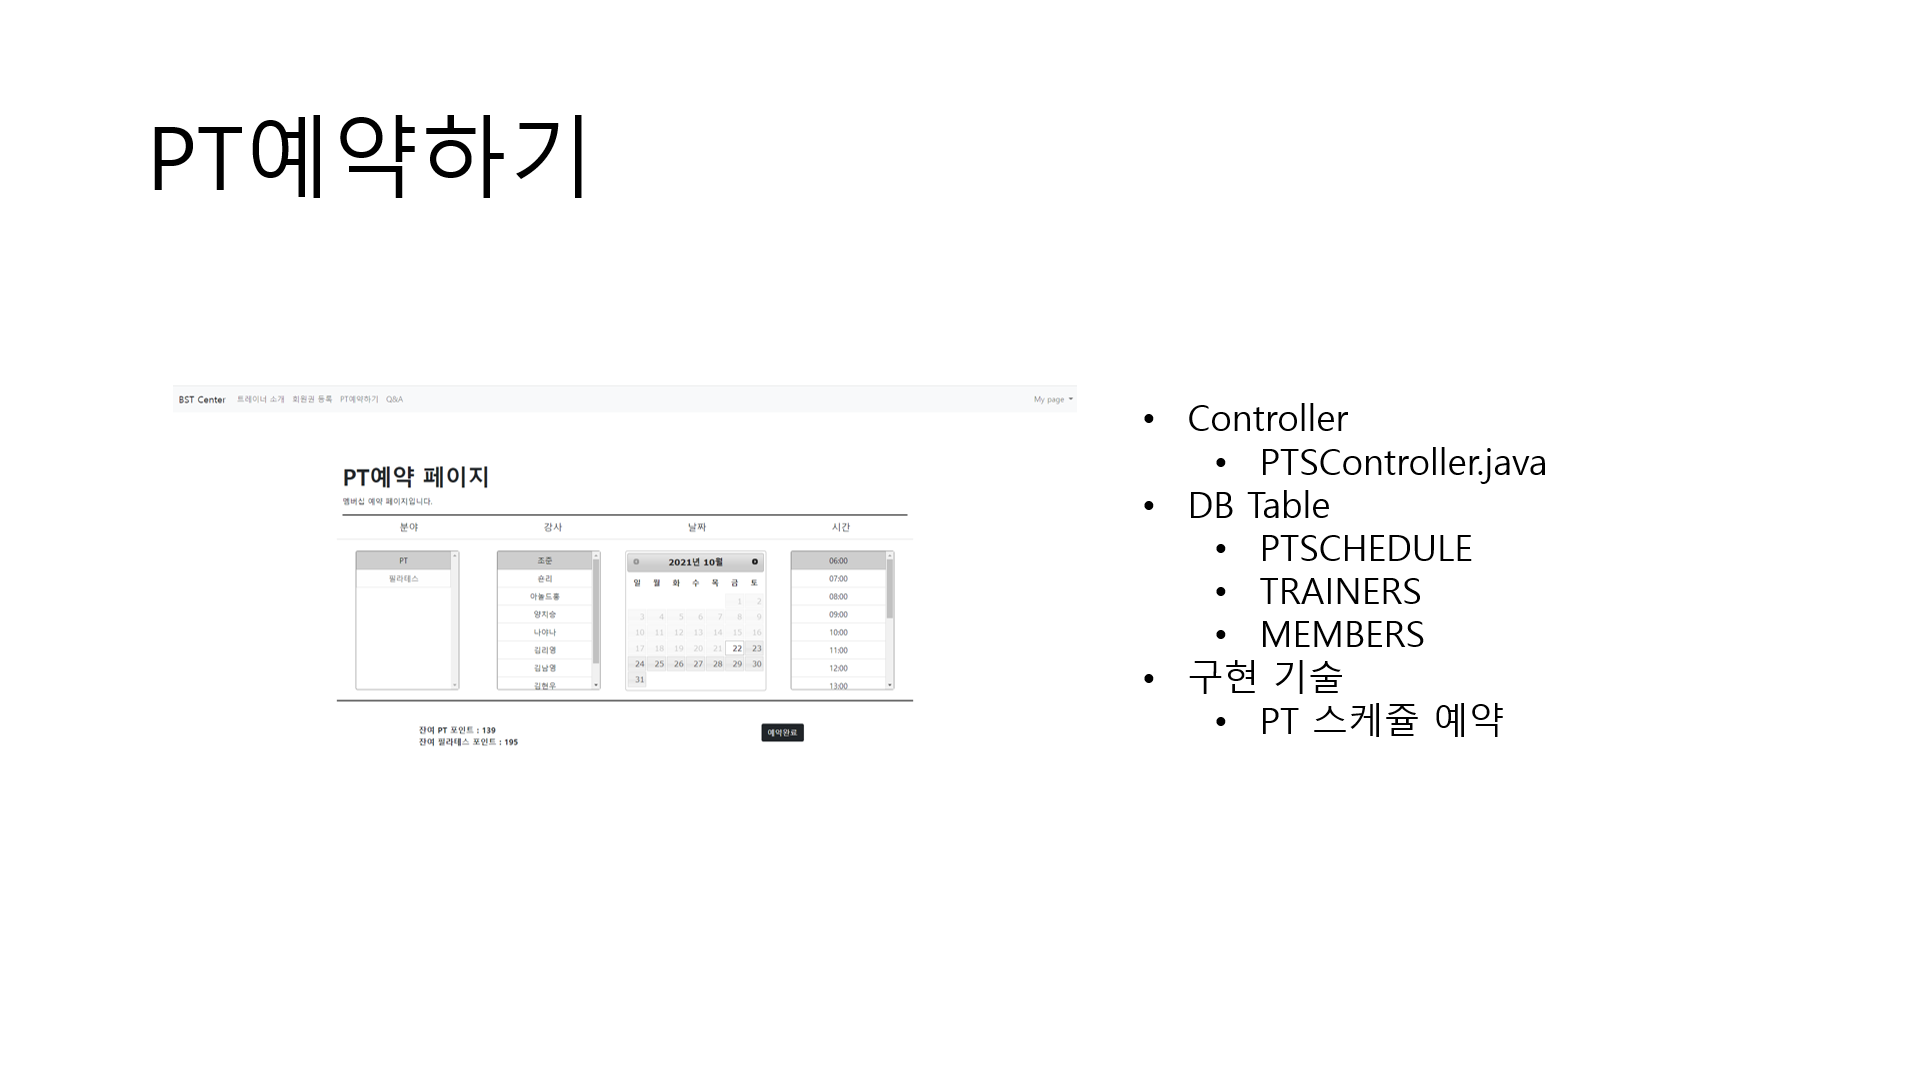 PT예약하기
BST Center 트레이너 소개 회원권 등록 PT예약하기 Q&A My page
PT예약 페이지
멤버십 예약 페이지입니다.
분야 강사 날짜 시간
PT
필라테스
조준
숀리
아놀드홍
양치승
나야나
김리영
김남영
김현우
2021년 10월
일 월 화 수 목 금 토
1 2
3 4 5 6 7 8 9
10 11 12 13 14 15 16
17 18 19 20 21 22 23
24 25 26 27 28 29 30
31
06:00
07:00
08:00
09:00
10:00
11:00
12:00
13:00
잔여 PT 포인트 : 139
잔여 필라테스 포인트 : 195
예약완료
• Controller
• PTSController.java
• DB Table
• PTSCHEDULE
• TRAINERS
• MEMBERS
• 구현 기술
• PT 스케쥴 예약